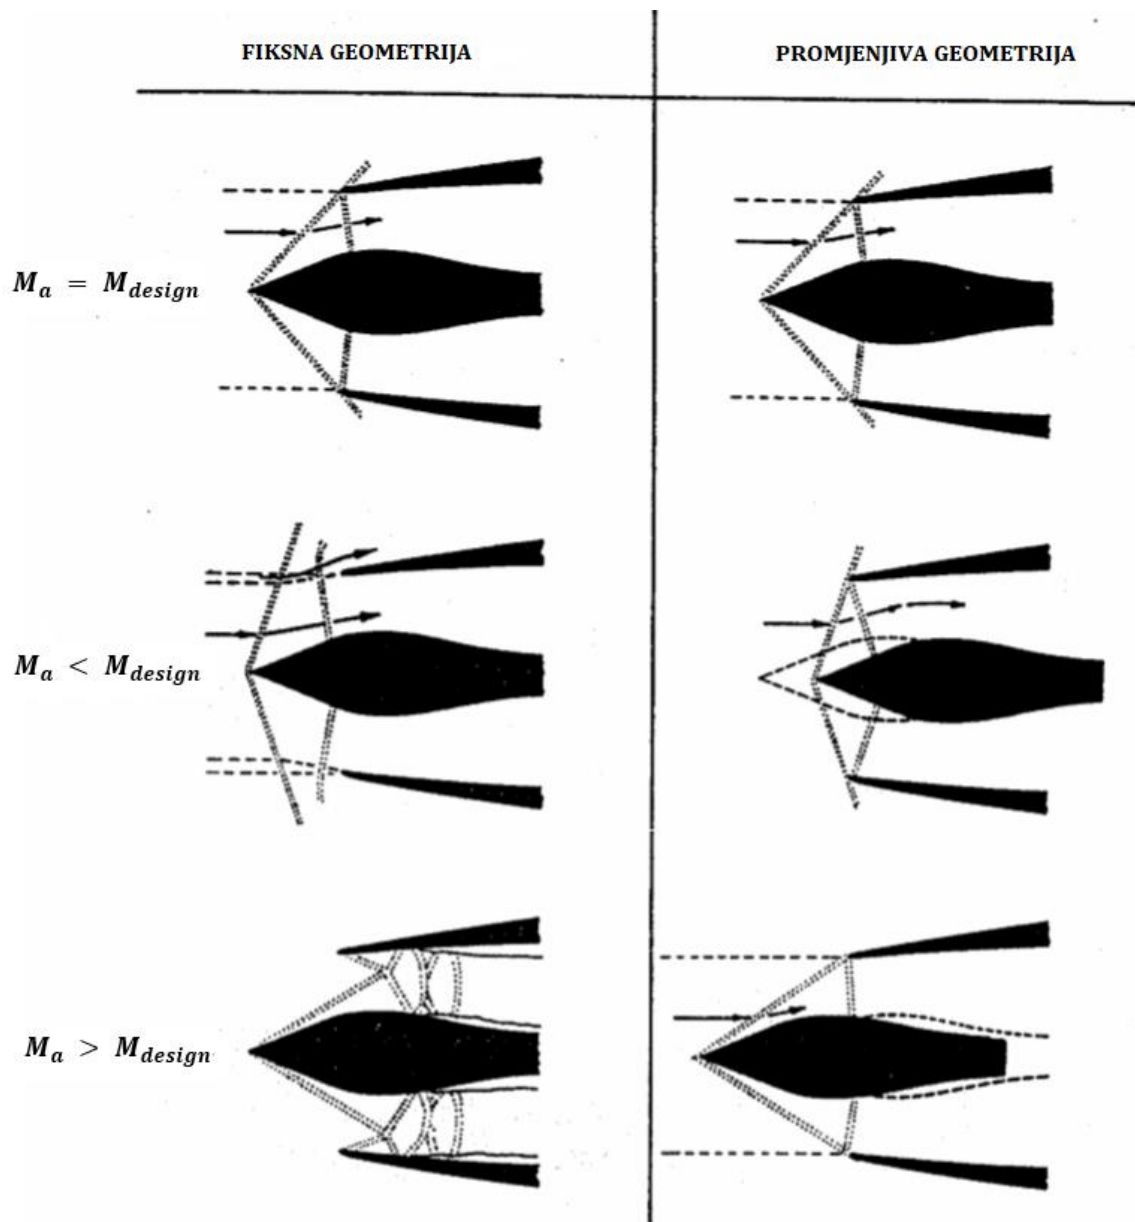 FIKSNA GEOMETRIJA
PROMJENJIVA GEOMETRIJA
M_a = M_design
M_a < M_design
M_a > M_design